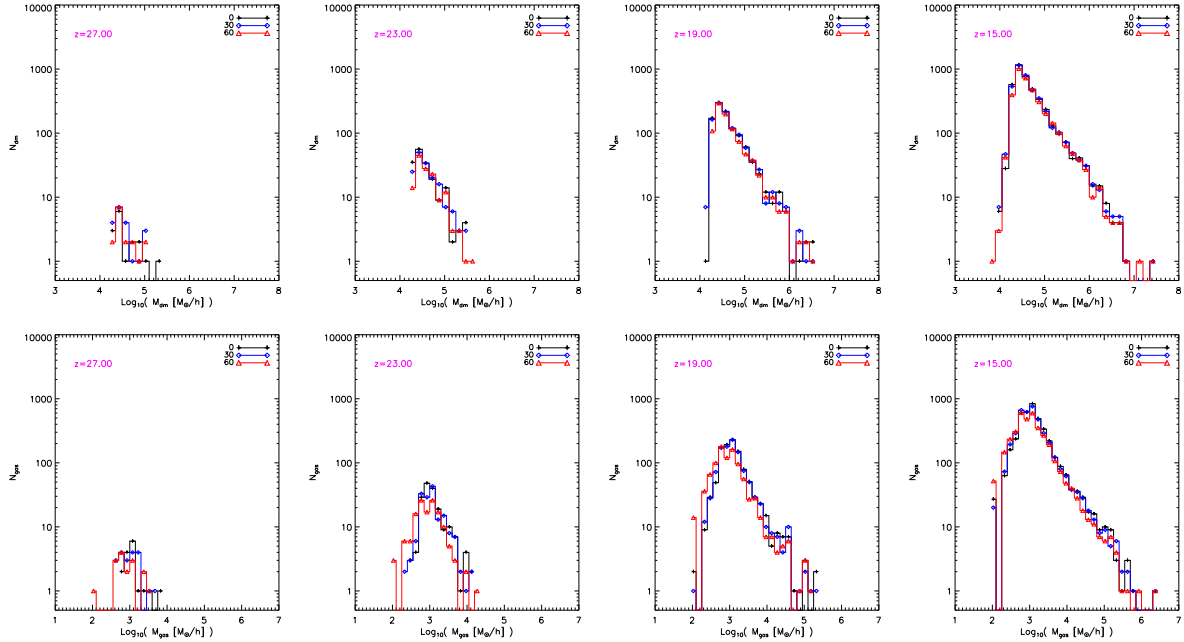 10000
1000
100
10
1
N_dm
z=27.00
0
30
60
3 4 5 6 7 8
Log₁₀( M_dm [M_⊙/h] )
10000
1000
100
10
1
N_dm
z=23.00
0
30
60
3 4 5 6 7 8
Log₁₀( M_dm [M_⊙/h] )
10000
1000
100
10
1
N_dm
z=19.00
0
30
60
3 4 5 6 7 8
Log₁₀( M_dm [M_⊙/h] )
10000
1000
100
10
1
N_dm
z=15.00
0
30
60
3 4 5 6 7 8
Log₁₀( M_dm [M_⊙/h] )
10000
1000
100
10
1
N_gas
z=27.00
0
30
60
1 2 3 4 5 6 7
Log₁₀( M_gas [M_⊙/h] )
10000
1000
100
10
1
N_gas
z=23.00
0
30
60
1 2 3 4 5 6 7
Log₁₀( M_gas [M_⊙/h] )
10000
1000
100
10
1
N_gas
z=19.00
0
30
60
1 2 3 4 5 6 7
Log₁₀( M_gas [M_⊙/h] )
10000
1000
100
10
1
N_gas
z=15.00
0
30
60
1 2 3 4 5 6 7
Log₁₀( M_gas [M_⊙/h] )